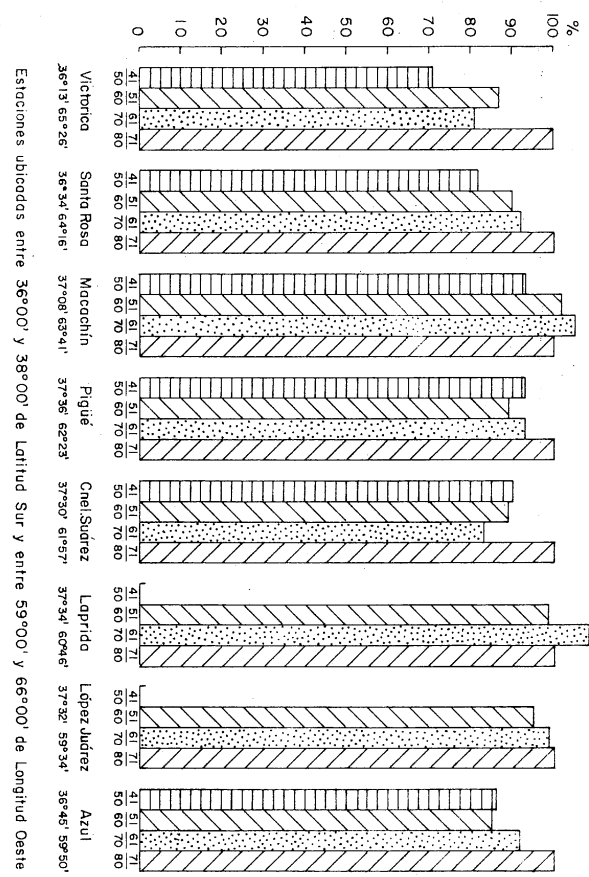 %
100
90
80
70
60
50
40
30
20
10
0
41 51 61 71 41 51 61 71 41 51 61 71 41 51 61 71 41 51 61 71 41 51 61 71 41 51 61 71 41 51 61 71
50 60 70 80 50 60 70 80 50 60 70 80 50 60 70 80 50 60 70 80 50 60 70 80 50 60 70 80 50 60 70 80
Victorica Santa Rosa Macachín Pigüé Cnel.Suárez Laprida López Juárez Azul
36°13' 65°26' 36°34' 64°16' 37°08' 63°41' 37°36' 62°23' 37°30' 61°57' 37°34' 60°46' 37°32' 59°34' 36°45' 59°50'
Estaciones ubicadas entre 36°00' y 38°00' de Latitud Sur y entre 59°00' y 66°00' de Longitud Oeste